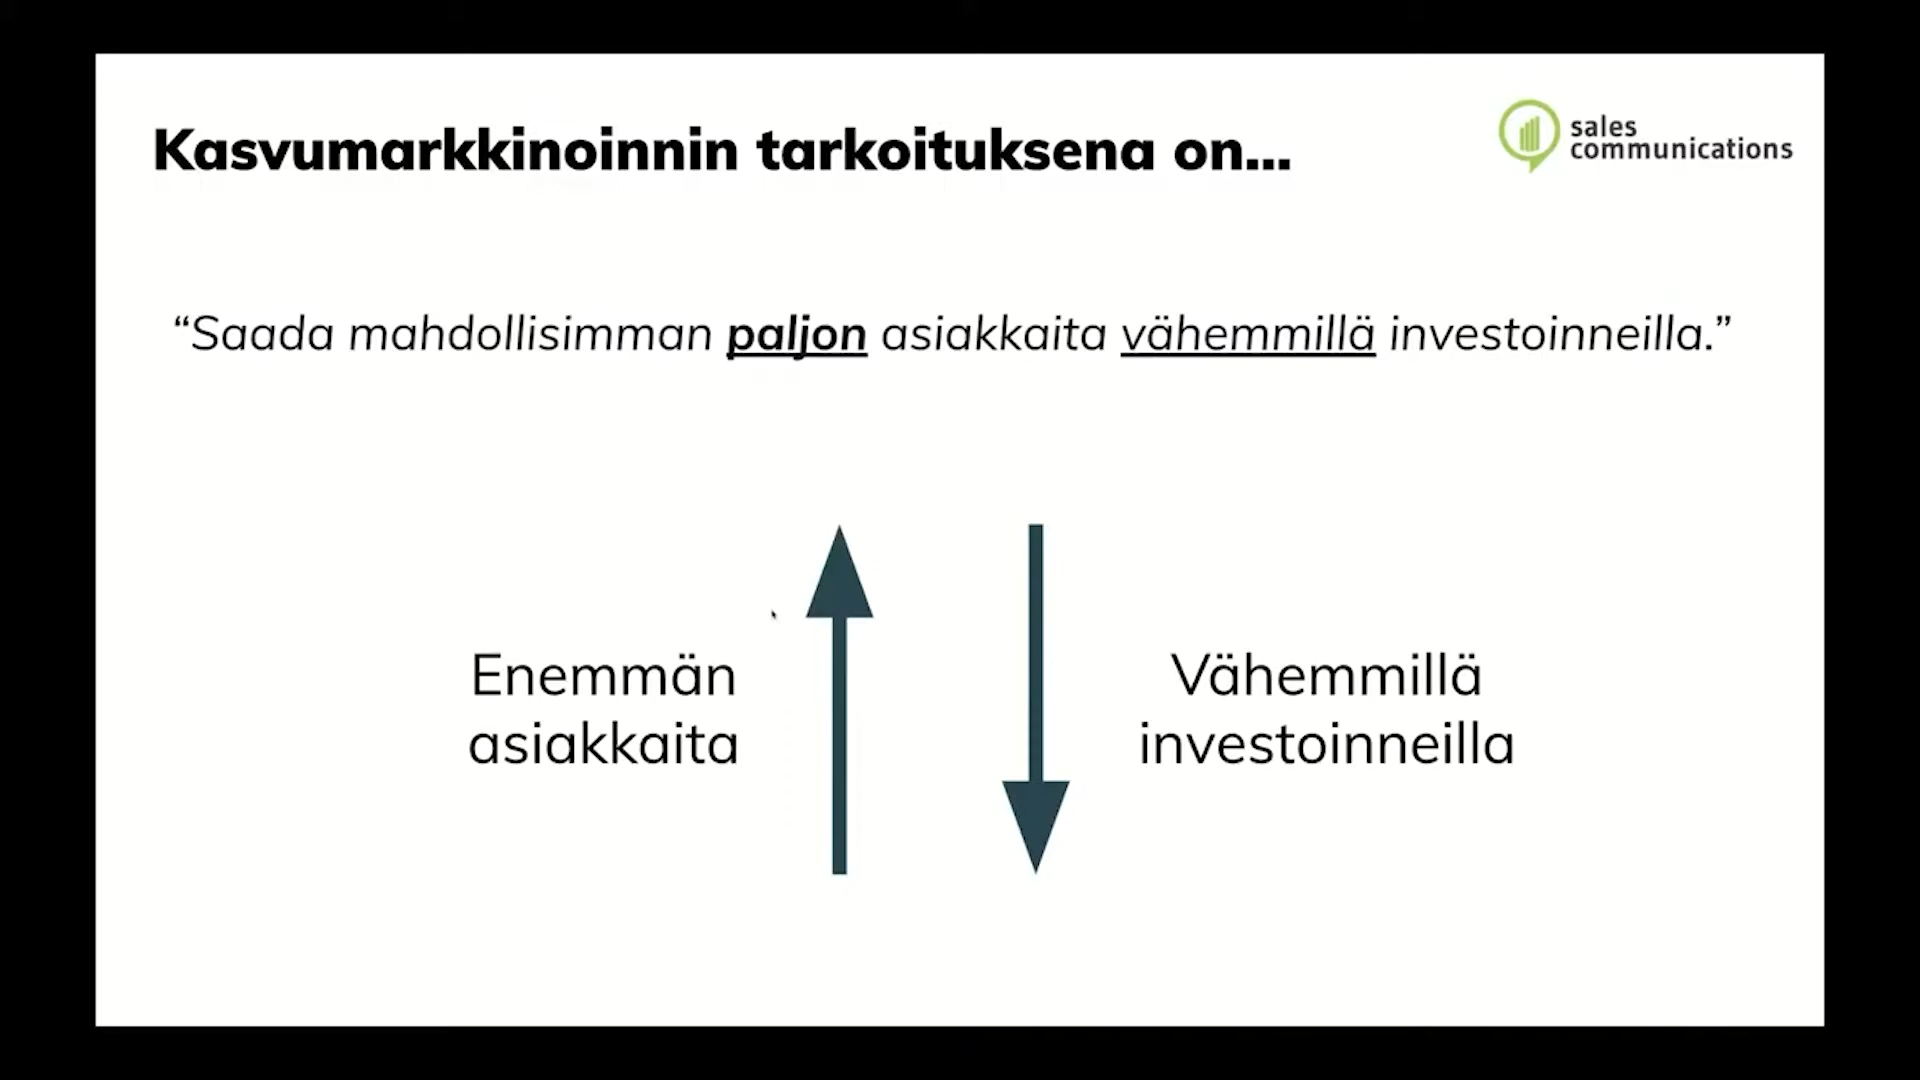 Kasvumarkkinoinnin tarkoituksena on...
sales
communications
“Saada mahdollisimman paljon asiakkaita vähemmillä investoinneilla.”
Enemmän
asiakkaita
Vähemmillä
investoinneilla